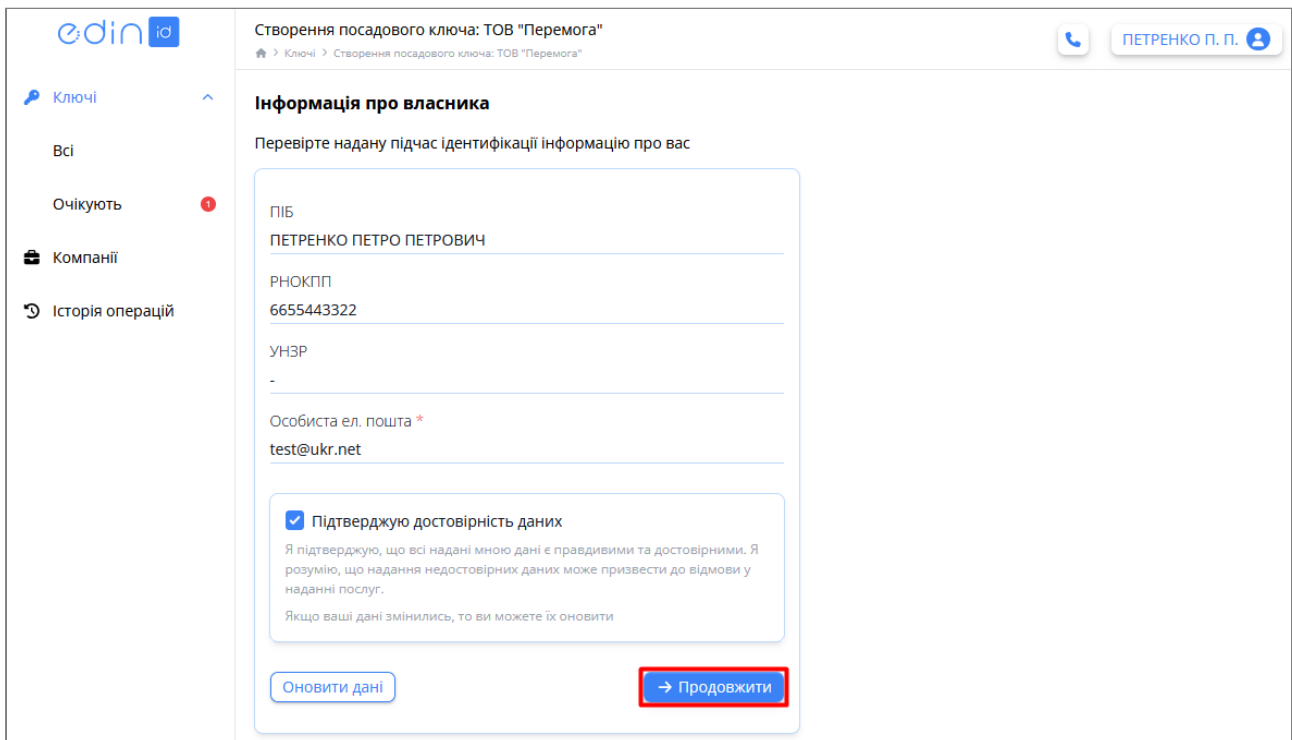 edin id
Створення посадового ключа: ТОВ "Перемога"
Ключі > Створення посадового ключа: ТОВ "Перемога"
ПЕТРЕНКО П. П.
Ключі
Всі
Очікують 1
Компанії
Історія операцій
Інформація про власника
Перевірте надану підчас ідентифікації інформацію про вас
ПІБ
ПЕТРЕНКО ПЕТРО ПЕТРОВИЧ
РНОКПП
6655443322
УНЗР
-
Особиста ел. пошта *
test@ukr.net
Підтверджую достовірність даних
Я підтверджую, що всі надані мною дані є правдивими та достовірними. Я
розумію, що надання недостовірних даних може призвести до відмови у
наданні послуг.
Якщо ваші дані змінились, то ви можете їх оновити
Оновити дані
→ Продовжити